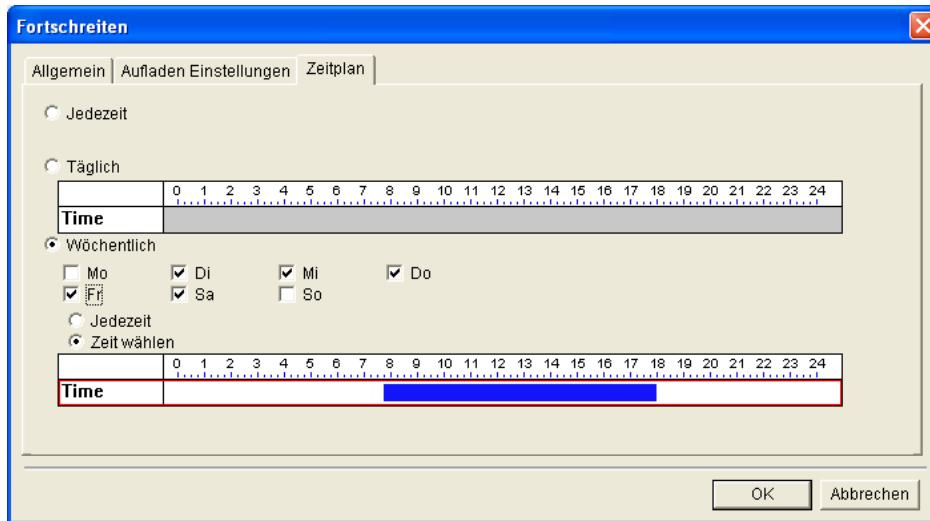 Fortschreiten
Allgemein Aufladen Einstellungen Zeitplan
Jedezeit
Täglich
0 1 2 3 4 5 6 7 8 9 10 11 12 13 14 15 16 17 18 19 20 21 22 23 24
Time
Wöchentlich
Mo Di Mi Do
Fr Sa So
Jedezeit
Zeit wählen
0 1 2 3 4 5 6 7 8 9 10 11 12 13 14 15 16 17 18 19 20 21 22 23 24
Time
OK Abbrechen